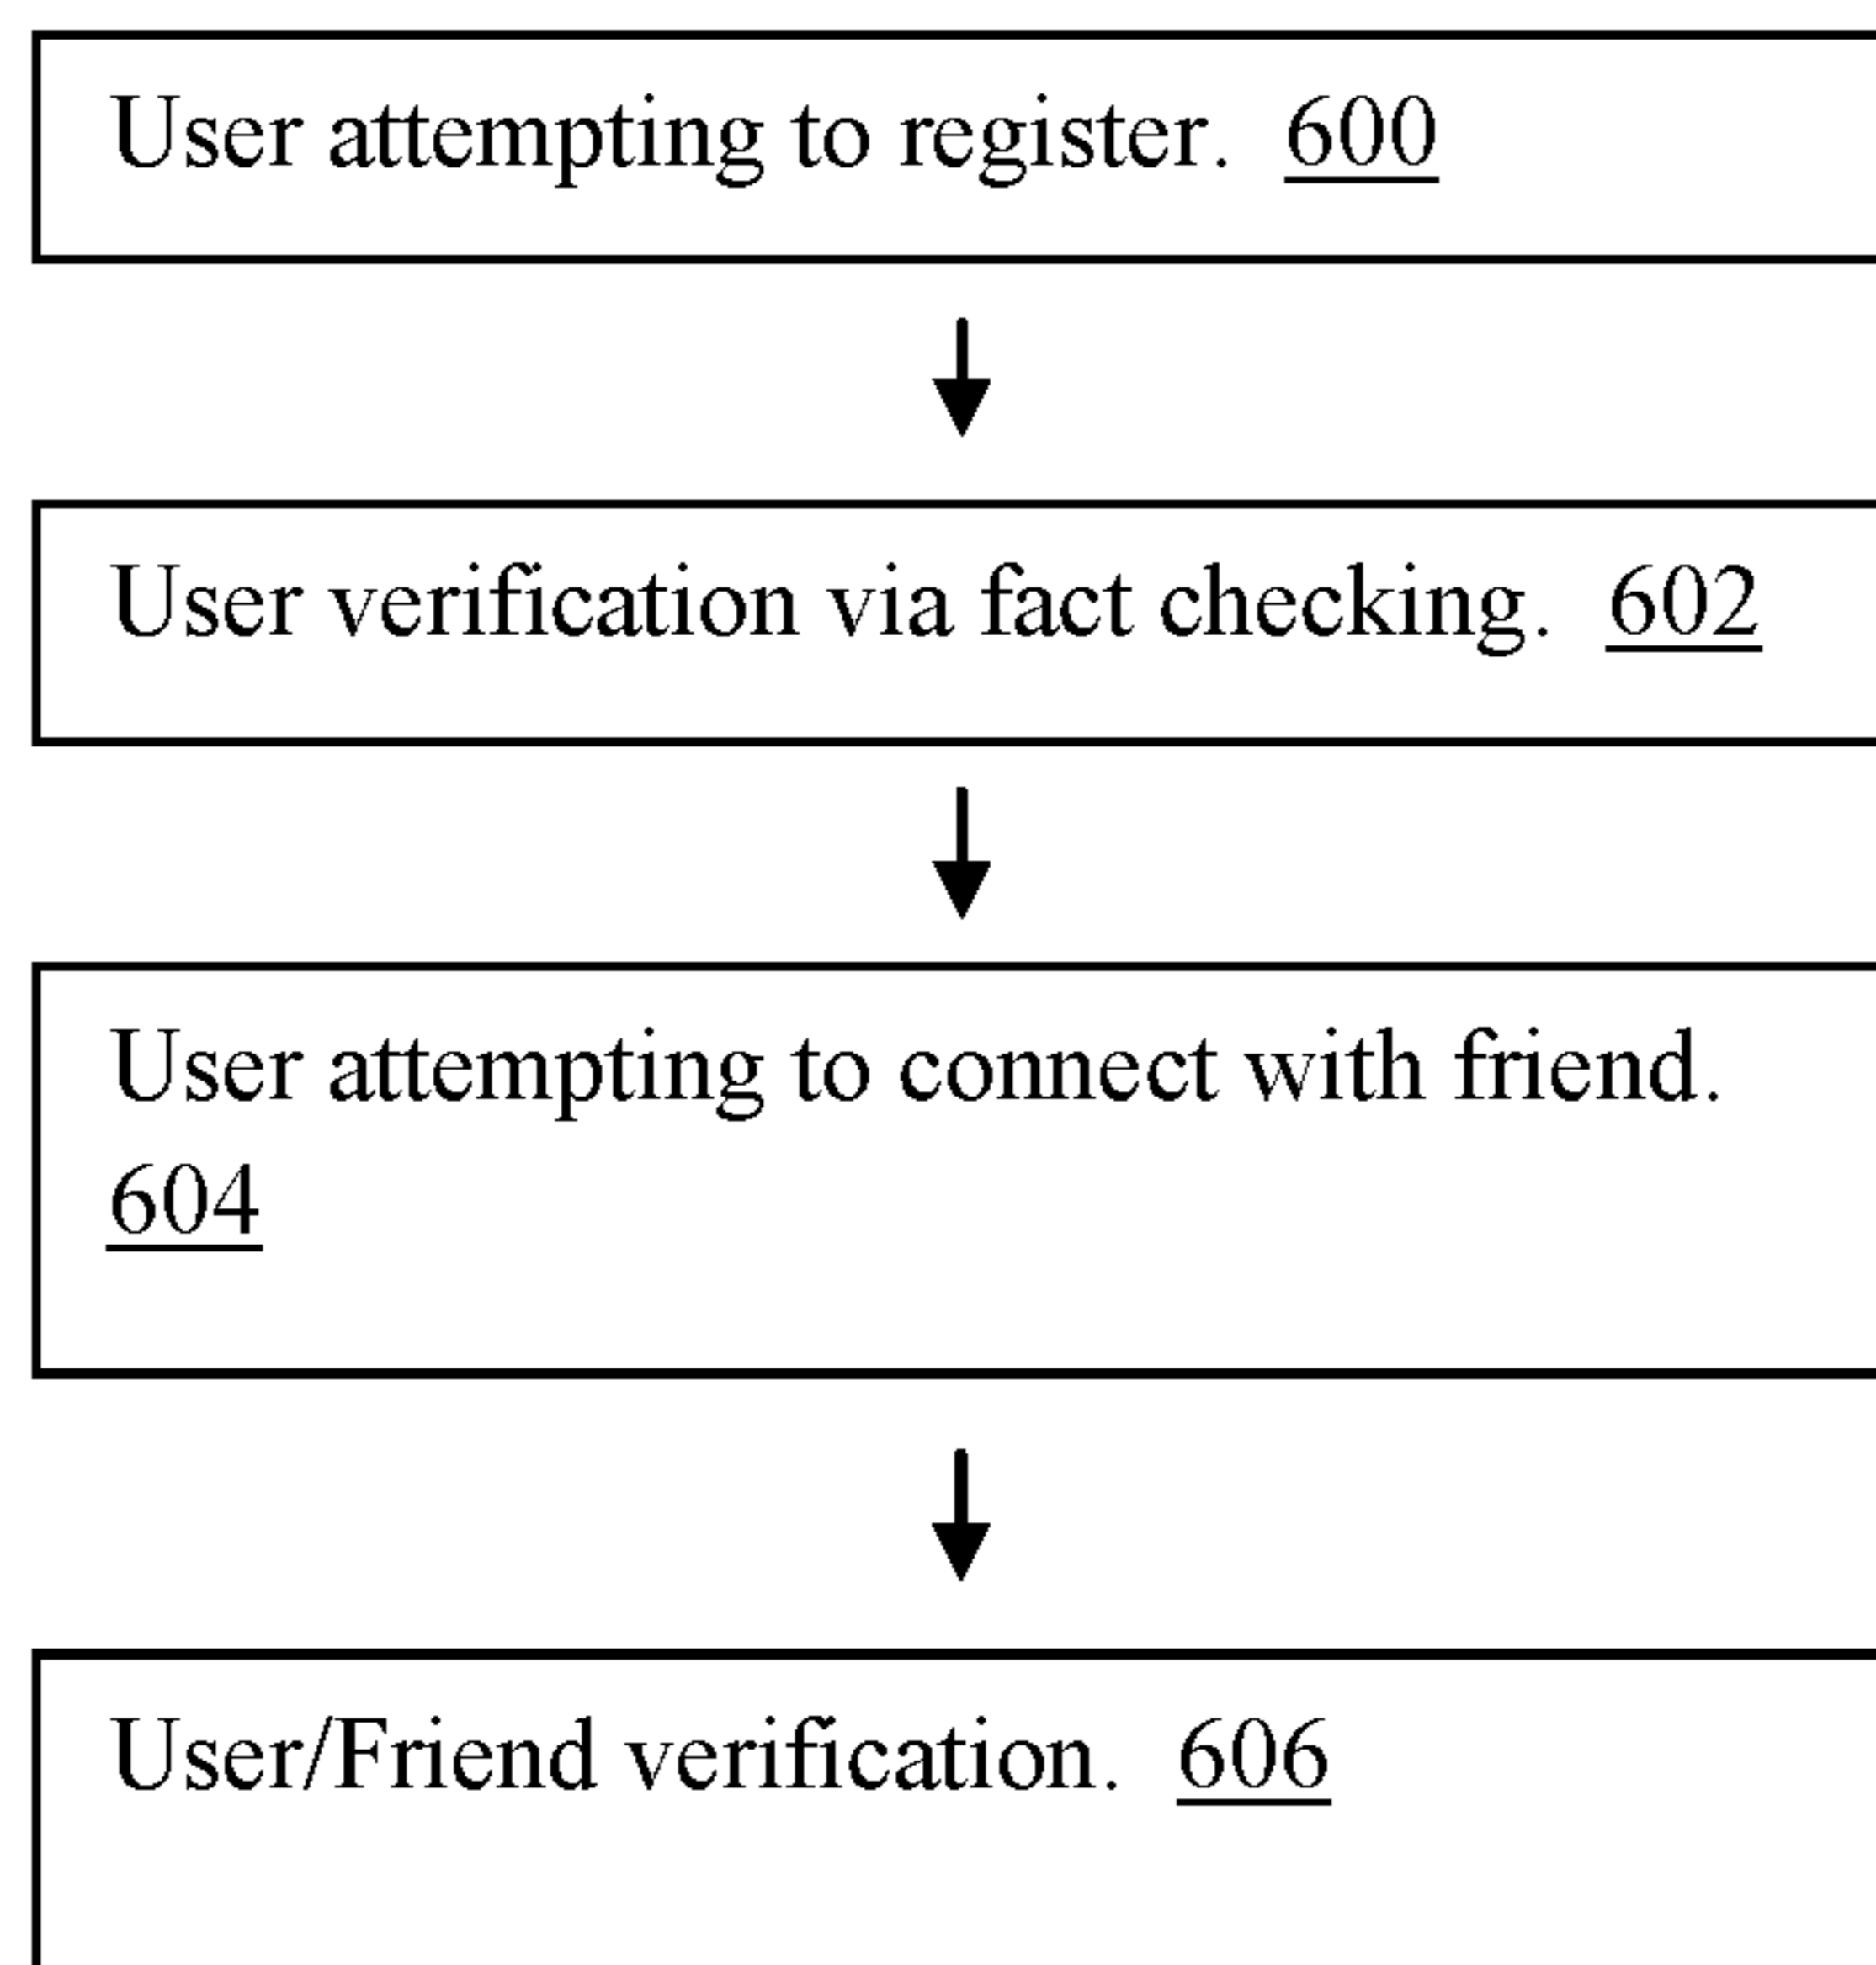 User attempting to register. 600
User verification via fact checking. 602
User attempting to connect with friend.
604
User/Friend verification. 606